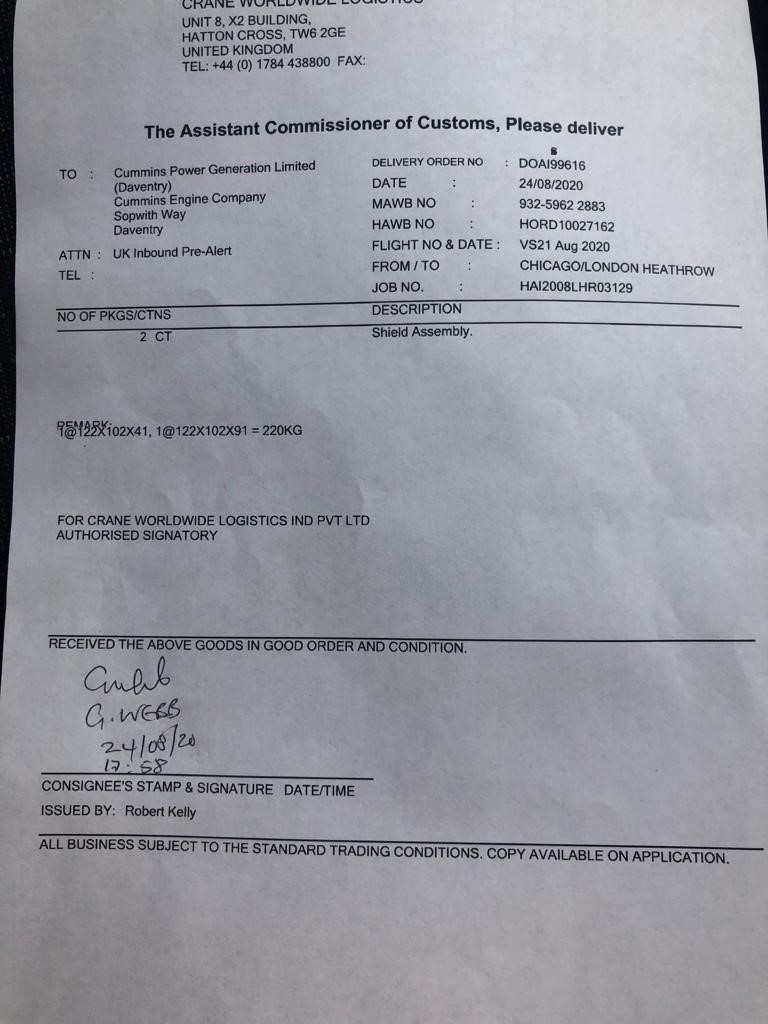 CRANE WORLDWIDE LOGISTICS
UNIT 8, X2 BUILDING,
HATTON CROSS, TW6 2GE
UNITED KINGDOM
TEL: +44 (0) 1784 438800 FAX:
The Assistant Commissioner of Customs, Please deliver
TO : Cummins Power Generation Limited
(Daventry)
Cummins Engine Company
Sopwith Way
Daventry
ATTN : UK Inbound Pre-Alert
TEL :
DELIVERY ORDER NO : DOAI99616
DATE : 24/08/2020
MAWB NO : 932-5962 2883
HAWB NO : HORD10027162
FLIGHT NO & DATE : VS21 Aug 2020
FROM / TO : CHICAGO/LONDON HEATHROW
JOB NO. : HAI2008LHR03129
NO OF PKGS/CTNS DESCRIPTION
2 CT Shield Assembly.
REMARK:
1@122X102X41, 1@122X102X91 = 220KG
FOR CRANE WORLDWIDE LOGISTICS IND PVT LTD
AUTHORISED SIGNATORY
RECEIVED THE ABOVE GOODS IN GOOD ORDER AND CONDITION.
G. WEBB
24/08/20
17:58
CONSIGNEE'S STAMP & SIGNATURE DATE/TIME
ISSUED BY: Robert Kelly
ALL BUSINESS SUBJECT TO THE STANDARD TRADING CONDITIONS. COPY AVAILABLE ON APPLICATION.